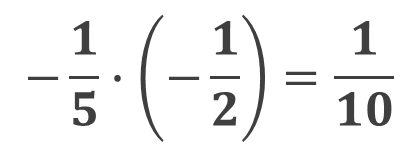 −1/5 · (−1/2) = 1/10